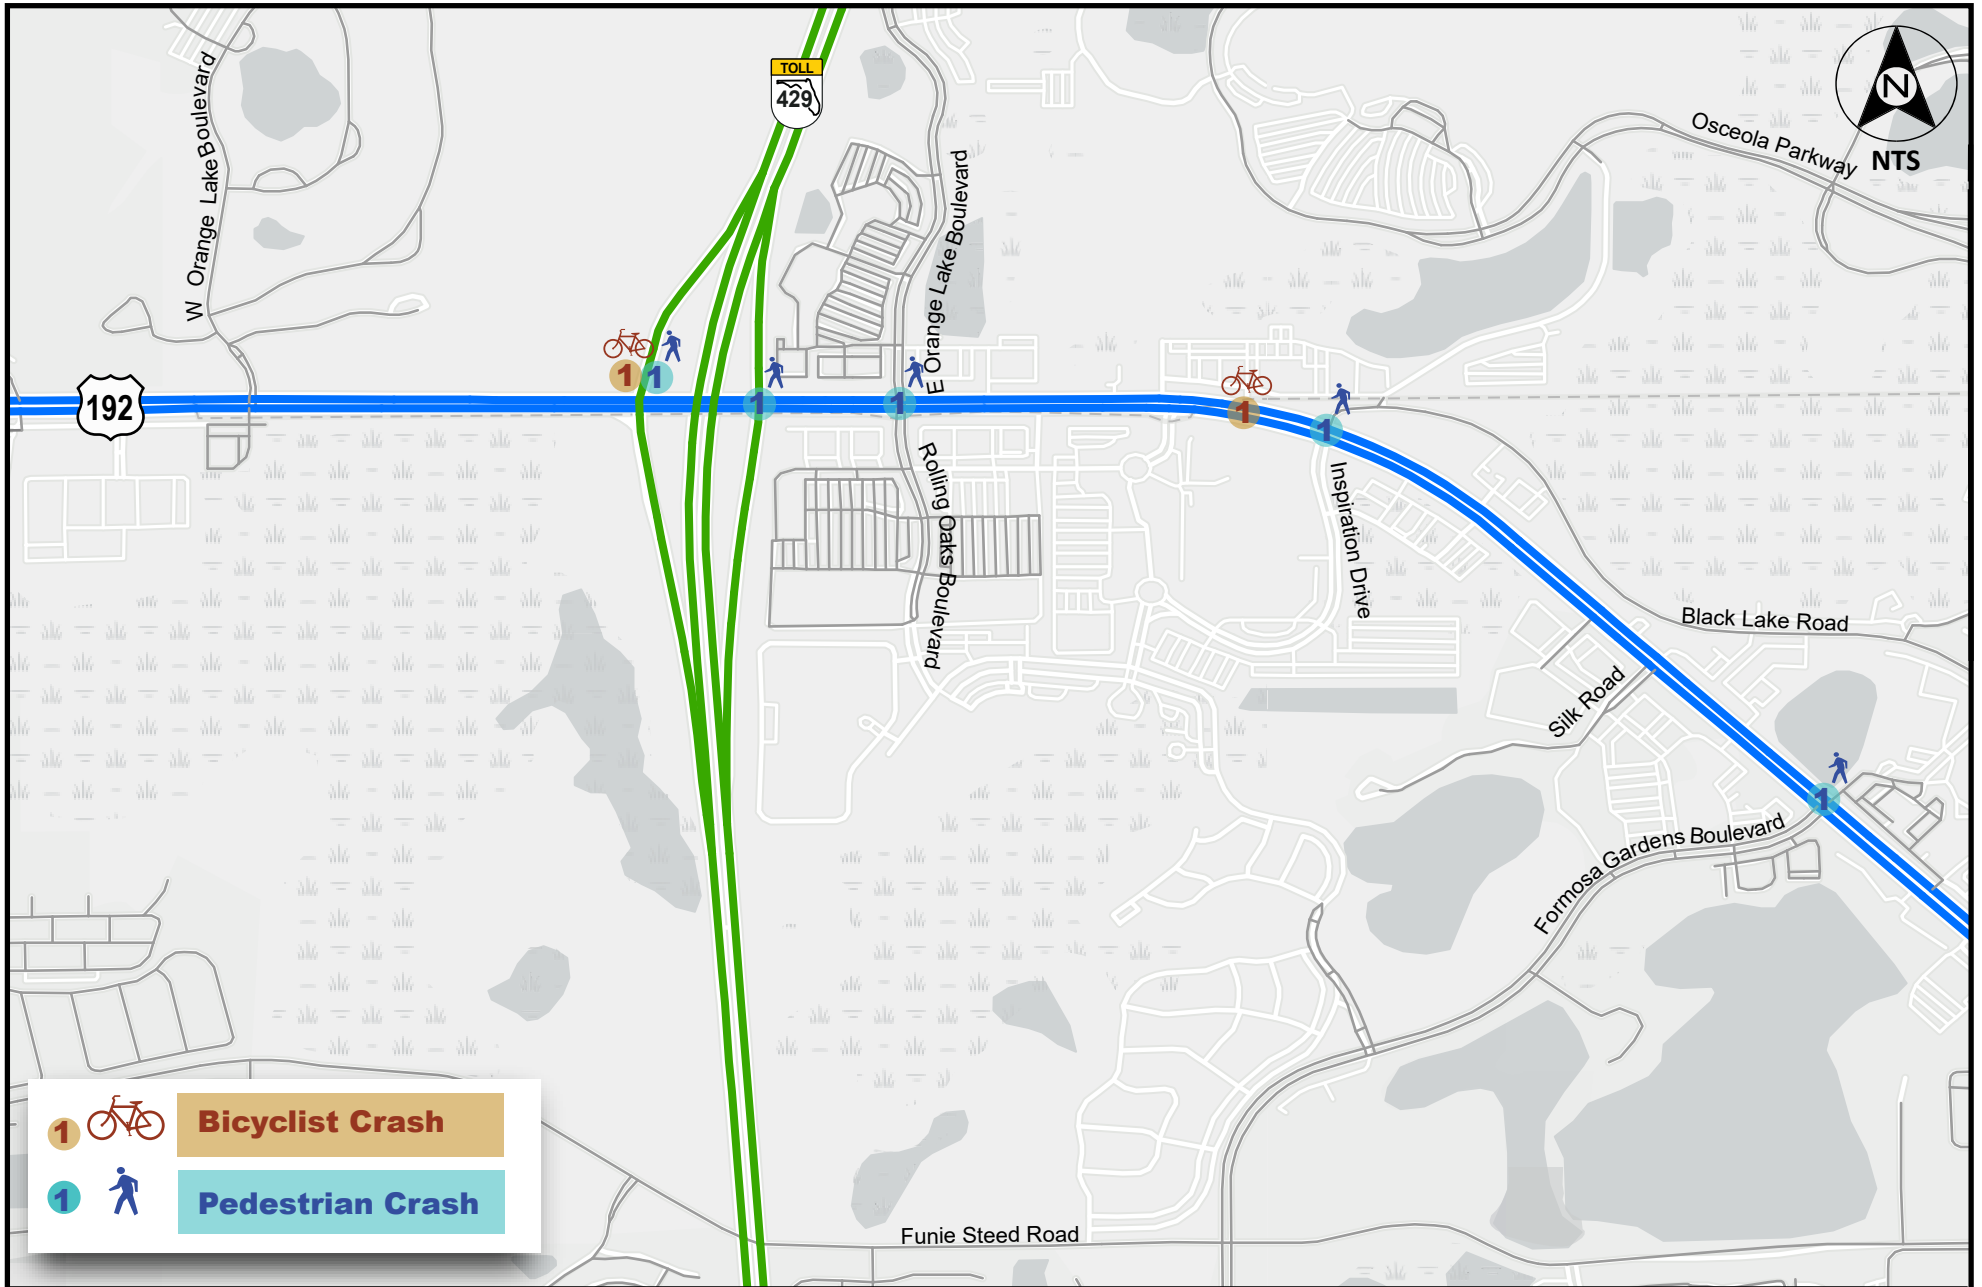 TOLL
429
N
NTS
Osceola Parkway
W Orange Lake Boulevard
E Orange Lake Boulevard
1
1
192
1
1
1
1
Rolling Oaks Boulevard
Inspiration Drive
Black Lake Road
Silk Road
1
Formosa Gardens Boulevard
1 Bicyclist Crash
1 Pedestrian Crash
Funie Steed Road